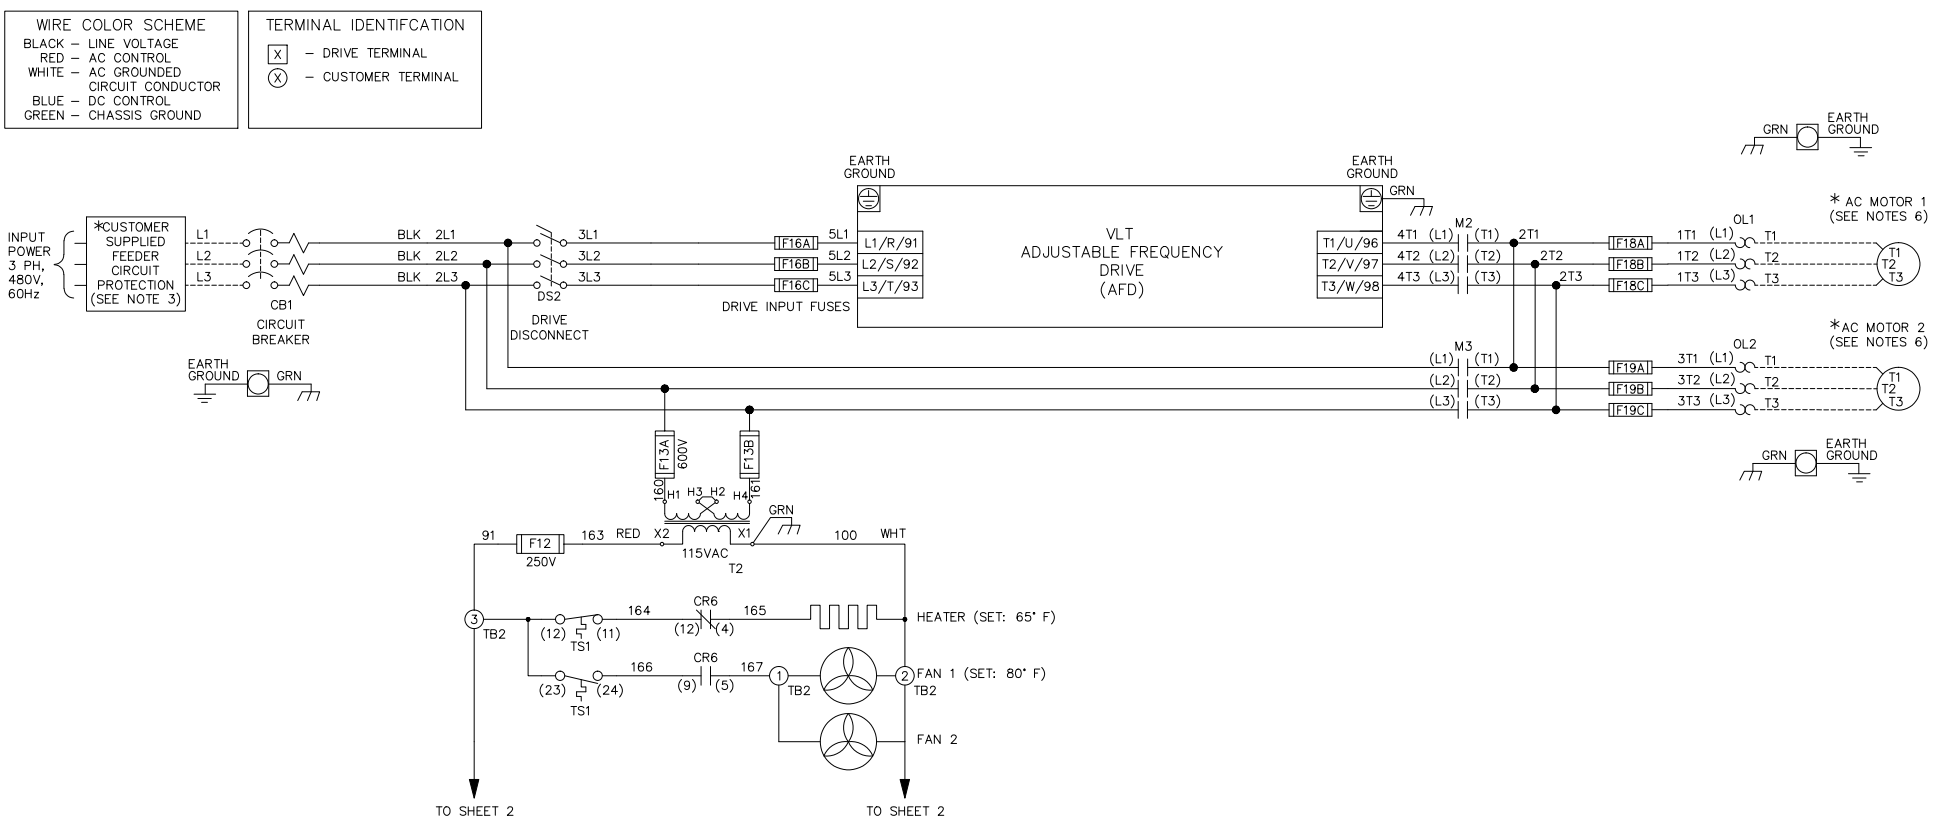 WIRE COLOR SCHEME
BLACK – LINE VOLTAGE
RED – AC CONTROL
WHITE – AC GROUNDED
CIRCUIT CONDUCTOR
BLUE – DC CONTROL
GREEN – CHASSIS GROUND
TERMINAL IDENTIFCATION
X – DRIVE TERMINAL
X – CUSTOMER TERMINAL
INPUT
POWER
3 PH,
480V,
60Hz
*CUSTOMER
SUPPLIED
FEEDER
CIRCUIT
PROTECTION
(SEE NOTE 3)
L1
L2
L3
CB1
CIRCUIT
BREAKER
BLK 2L1
BLK 2L2
BLK 2L3
DS2
DRIVE
DISCONNECT
3L1
3L2
3L3
F16A
F16B
F16C
DRIVE INPUT FUSES
5L1
5L2
5L3
EARTH
GROUND
L1/R/91
L2/S/92
L3/T/93
VLT
ADJUSTABLE FREQUENCY
DRIVE
(AFD)
EARTH
GROUND
GRN
T1/U/96
T2/V/97
T3/W/98
4T1 (L1)
4T2 (L2)
4T3 (L3)
M2
(T1)
(T2)
(T3)
2T1
2T2
2T3
F18A
F18B
F18C
1T1 (L1)
1T2 (L2)
1T3 (L3)
OL1
T1
T2
T3
GRN
EARTH
GROUND
* AC MOTOR 1
(SEE NOTES 6)
T1
T2
T3
EARTH
GROUND
GRN
(L1)
(L2)
(L3)
M3
(T1)
(T2)
(T3)
F19A
F19B
F19C
3T1 (L1)
3T2 (L2)
3T3 (L3)
OL2
T1
T2
T3
* AC MOTOR 2
(SEE NOTES 6)
T1
T2
T3
GRN
EARTH
GROUND
F13A
600V
F13B
160
161
H1
H3
H2
H4
GRN
91
F12
250V
163
RED
X2
X1
115VAC
T2
100
WHT
3
TB2
(12)
(11)
TS1
164
CR6
(12)
(4)
165
HEATER (SET: 65° F)
(23)
(24)
TS1
166
CR6
(9)
(5)
167
1
TB2
2
TB2
FAN 1 (SET: 80° F)
FAN 2
TO SHEET 2
TO SHEET 2